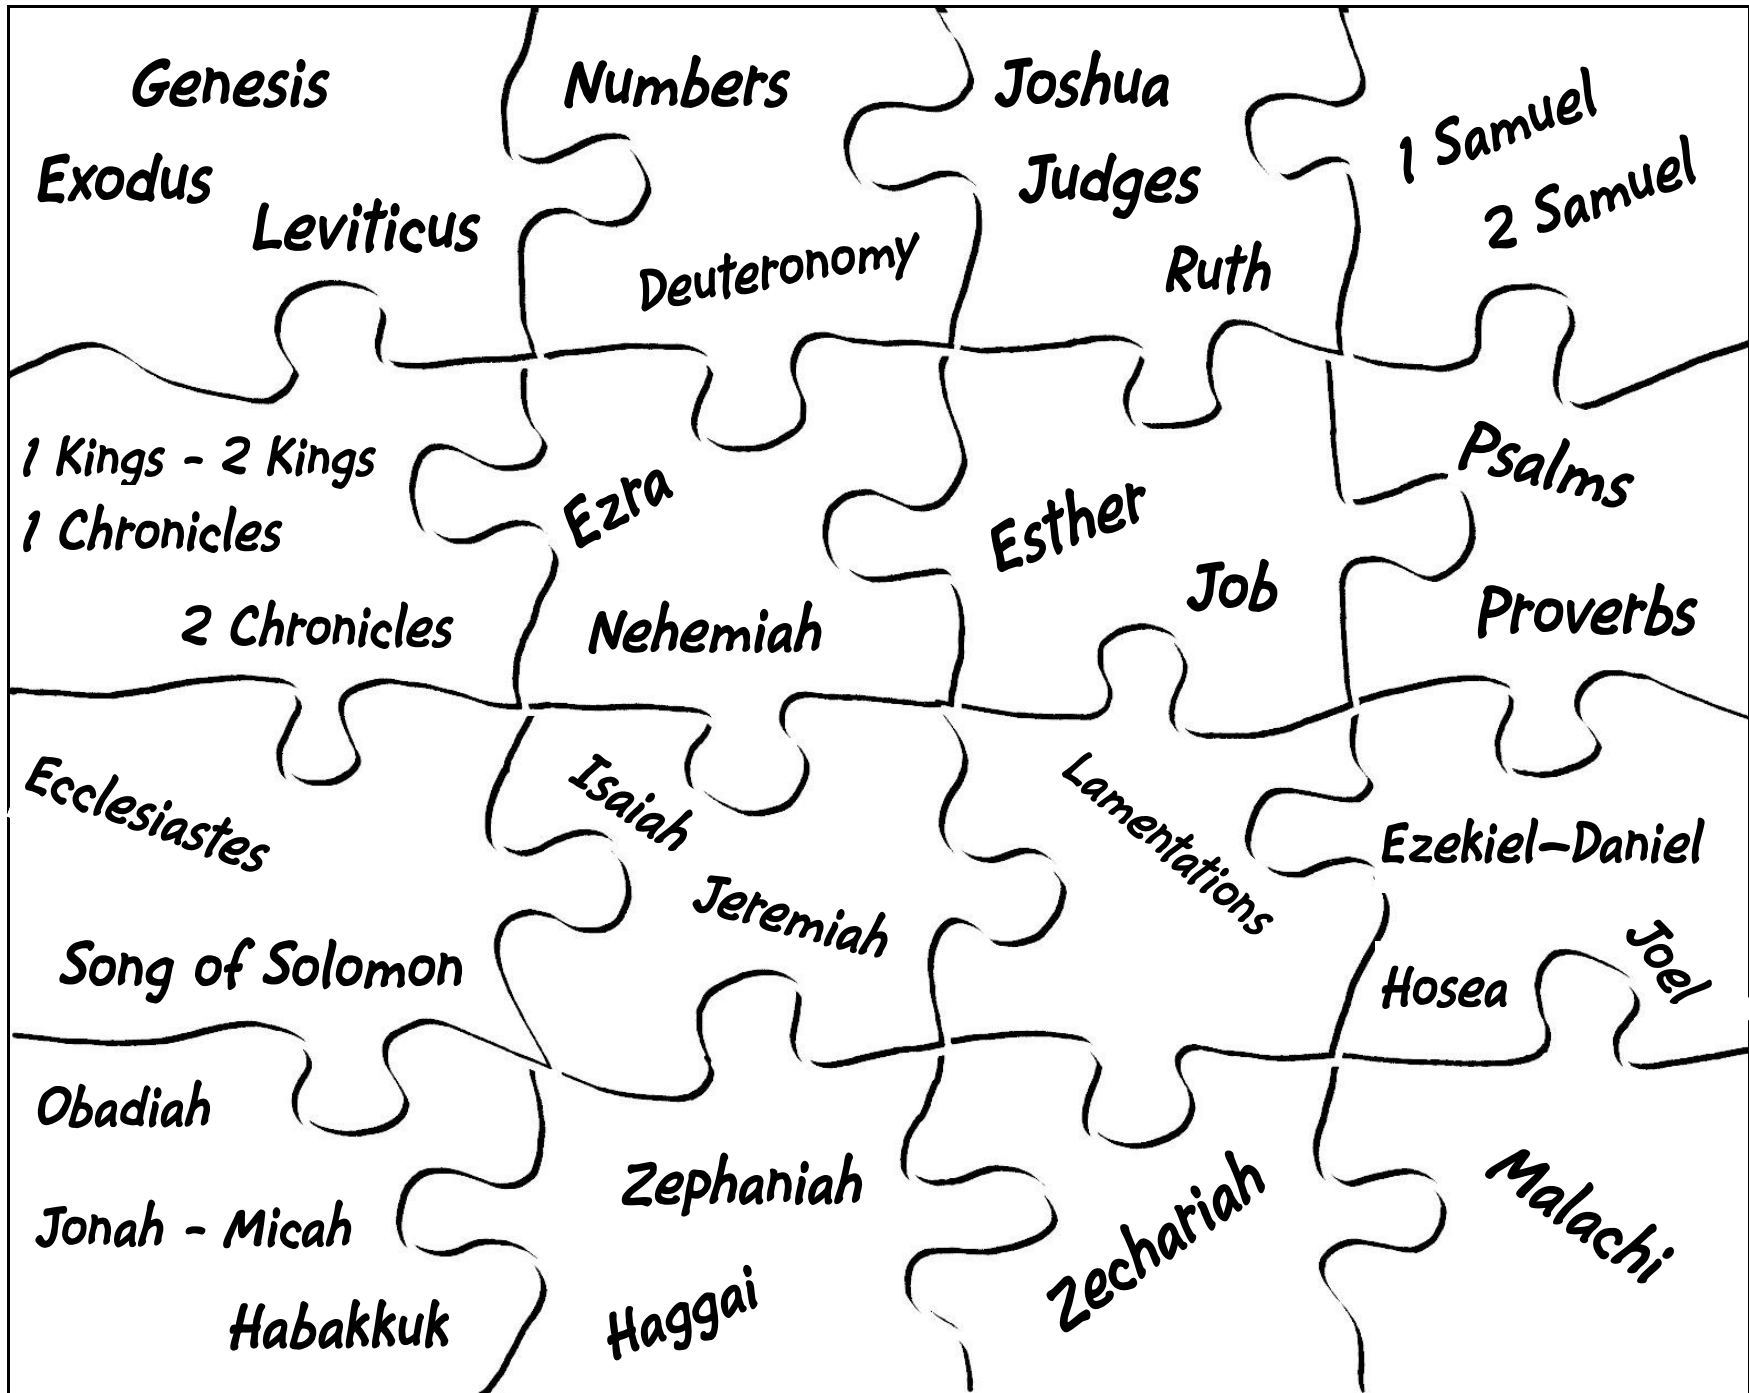 Genesis
Exodus
Leviticus
Numbers
Deuteronomy
Joshua
Judges
Ruth
1 Samuel
2 Samuel
1 Kings - 2 Kings
1 Chronicles
2 Chronicles
Ezra
Nehemiah
Esther
Job
Psalms
Proverbs
Ecclesiastes
Song of Solomon
Isaiah
Jeremiah
Lamentations
Ezekiel-Daniel
Hosea
Joel
Obadiah
Jonah - Micah
Habakkuk
Zephaniah
Haggai
Zechariah
Malachi